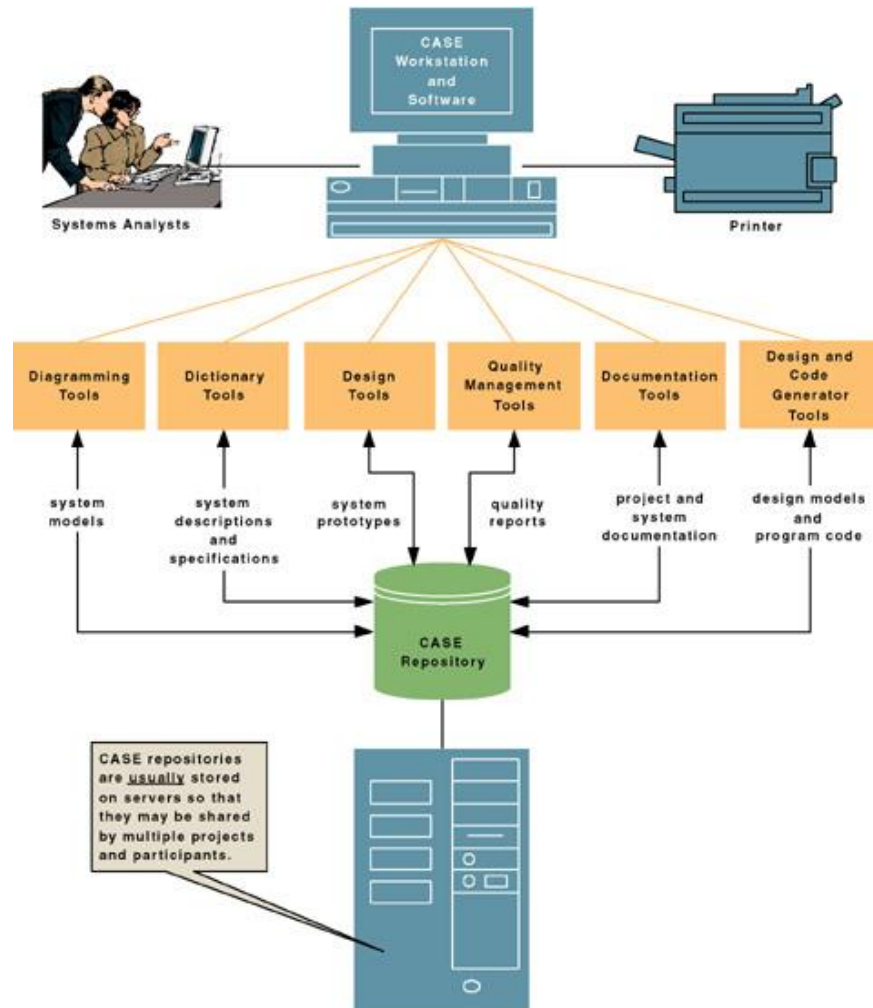 CASE
Workstation
and
Software
Systems Analysts
Printer
Diagramming
Tools
Dictionary
Tools
Design
Tools
Quality
Management
Tools
Documentation
Tools
Design and
Code
Generator
Tools
system
models
system
descriptions
and
specifications
system
prototypes
quality
reports
project and
system
documentation
design models
and
program code
CASE
Repository
CASE repositories
are usually stored
on servers so that
they may be shared
by multiple projects
and participants.